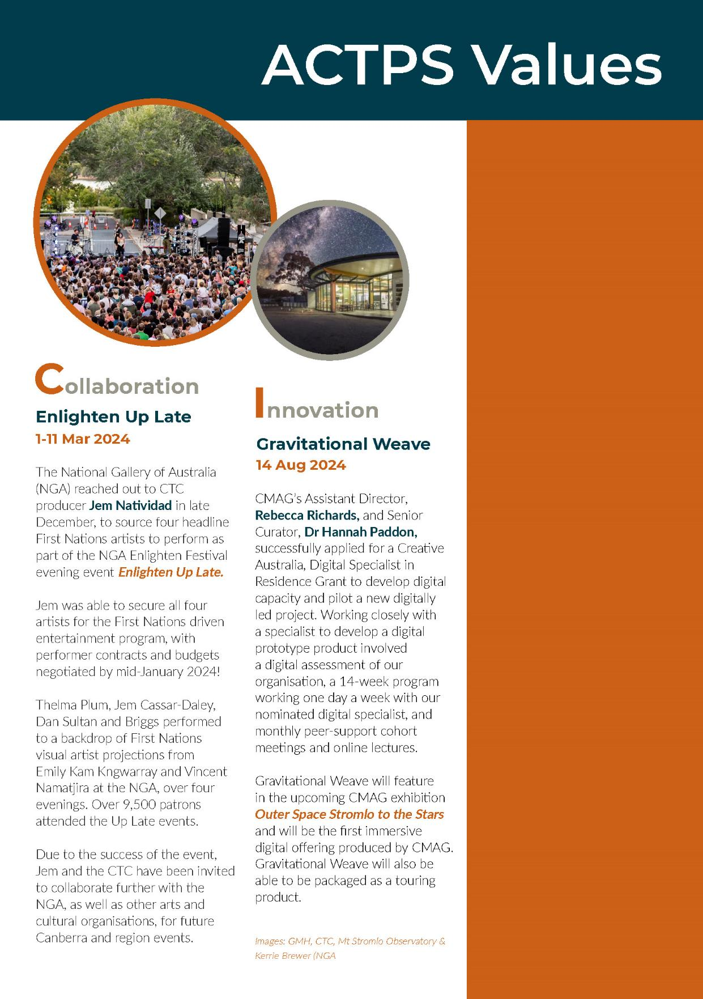 ACTPS Values
NGA
Collaboration
Enlighten Up Late
1-11 Mar 2024
The National Gallery of Australia
(NGA) reached out to CTC
producer Jem Natividad in late
December, to source four headline
First Nations artists to perform as
part of the NGA Enlighten Festival
evening event Enlighten Up Late.
Jem was able to secure all four
artists for the First Nations driven
entertainment program, with
performer contracts and budgets
negotiated by mid-January 2024!
Thelma Plum, Jem Cassar-Daley,
Dan Sultan and Briggs performed
to a backdrop of First Nations
visual artist projections from
Emily Kam Kngwarray and Vincent
Namatjira at the NGA, over four
evenings. Over 9,500 patrons
attended the Up Late events.
Due to the success of the event,
Jem and the CTC have been invited
to collaborate further with the
NGA, as well as other arts and
cultural organisations, for future
Canberra and region events.
Innovation
Gravitational Weave
14 Aug 2024
CMAG's Assistant Director,
Rebecca Richards, and Senior
Curator, Dr Hannah Paddon,
successfully applied for a Creative
Australia, Digital Specialist in
Residence Grant to develop digital
capacity and pilot a new digitally
led project. Working closely with
a specialist to develop a digital
prototype product involved
a digital assessment of our
organisation, a 14-week program
working one day a week with our
nominated digital specialist, and
monthly peer-support cohort
meetings and online lectures.
Gravitational Weave will feature
in the upcoming CMAG exhibition
Outer Space Stromlo to the Stars
and will be the first immersive
digital offering produced by CMAG.
Gravitational Weave will also be
able to be packaged as a touring
product.
Images: GMH, CTC, Mt Stromlo Observatory &
Kerrie Brewer (NGA